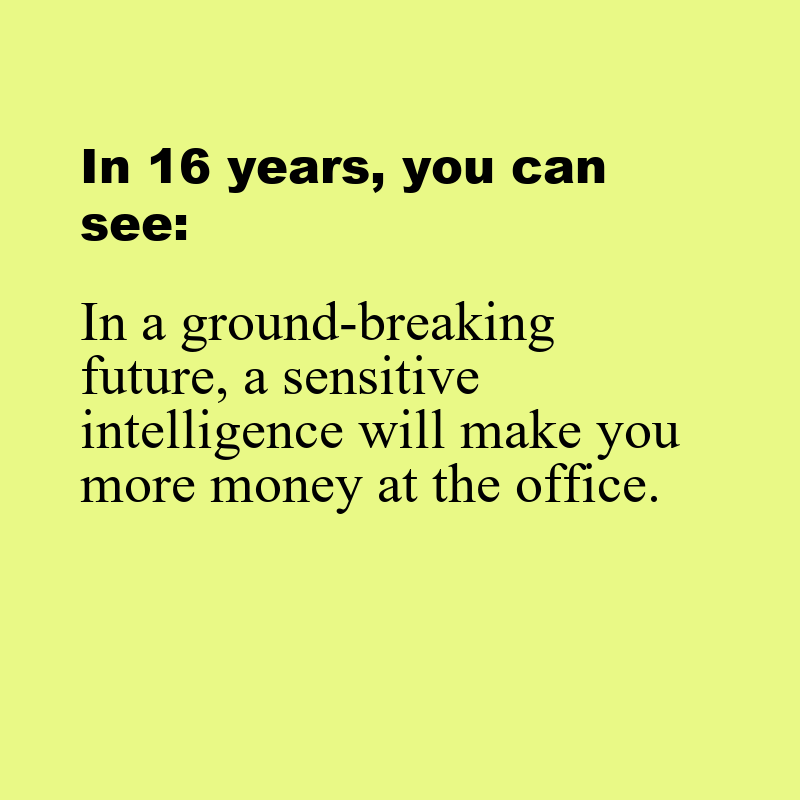 In 16 years, you can
see:
In a ground-breaking
future, a sensitive
intelligence will make you
more money at the office.